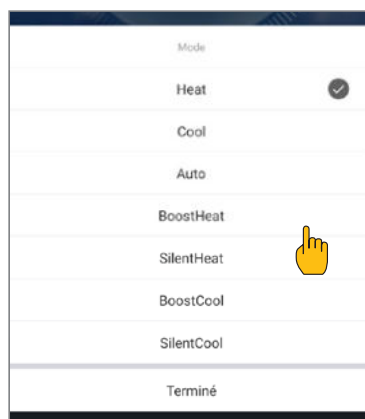 Mode
Heat
Cool
Auto
BoostHeat
SilentHeat
BoostCool
SilentCool
Terminé